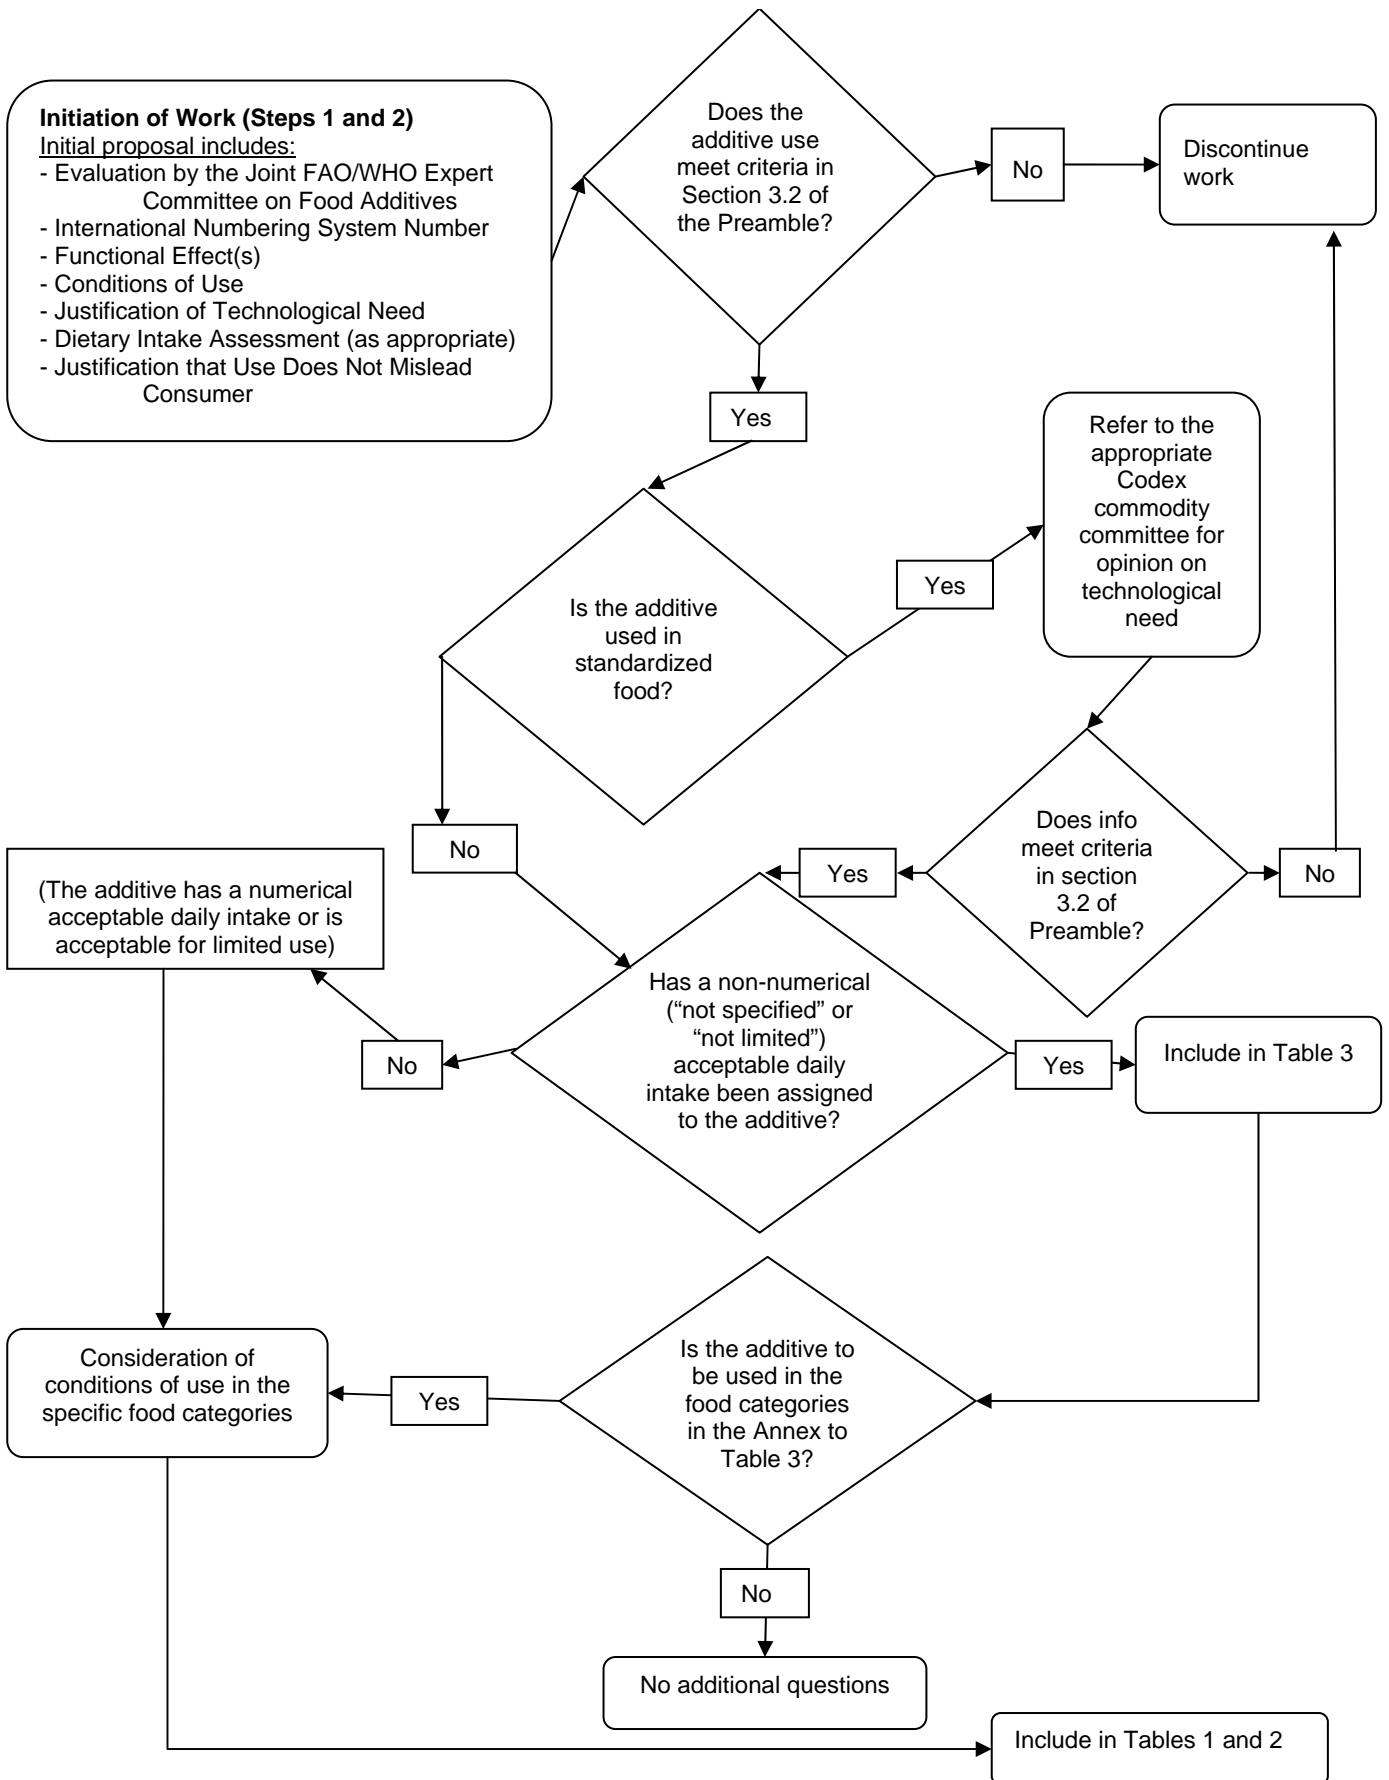 Initiation of Work (Steps 1 and 2)
Initial proposal includes:
- Evaluation by the Joint FAO/WHO Expert
Committee on Food Additives
- International Numbering System Number
- Functional Effect(s)
- Conditions of Use
- Justification of Technological Need
- Dietary Intake Assessment (as appropriate)
- Justification that Use Does Not Mislead
Consumer
Does the
additive use
meet criteria in
Section 3.2 of
the Preamble?
No
Discontinue
work
Yes
Is the additive
used in
standardized
food?
Yes
Refer to the
appropriate
Codex
commodity
committee for
opinion on
technological
need
No
Does info
meet criteria
in section
3.2 of
Preamble?
Yes
No
(The additive has a numerical
acceptable daily intake or is
acceptable for limited use)
Has a non-numerical
(“not specified” or
“not limited”)
acceptable daily
intake been assigned
to the additive?
No
Yes
Include in Table 3
Consideration of
conditions of use in the
specific food categories
Yes
Is the additive to
be used in the
food categories
in the Annex to
Table 3?
No
No additional questions
Include in Tables 1 and 2